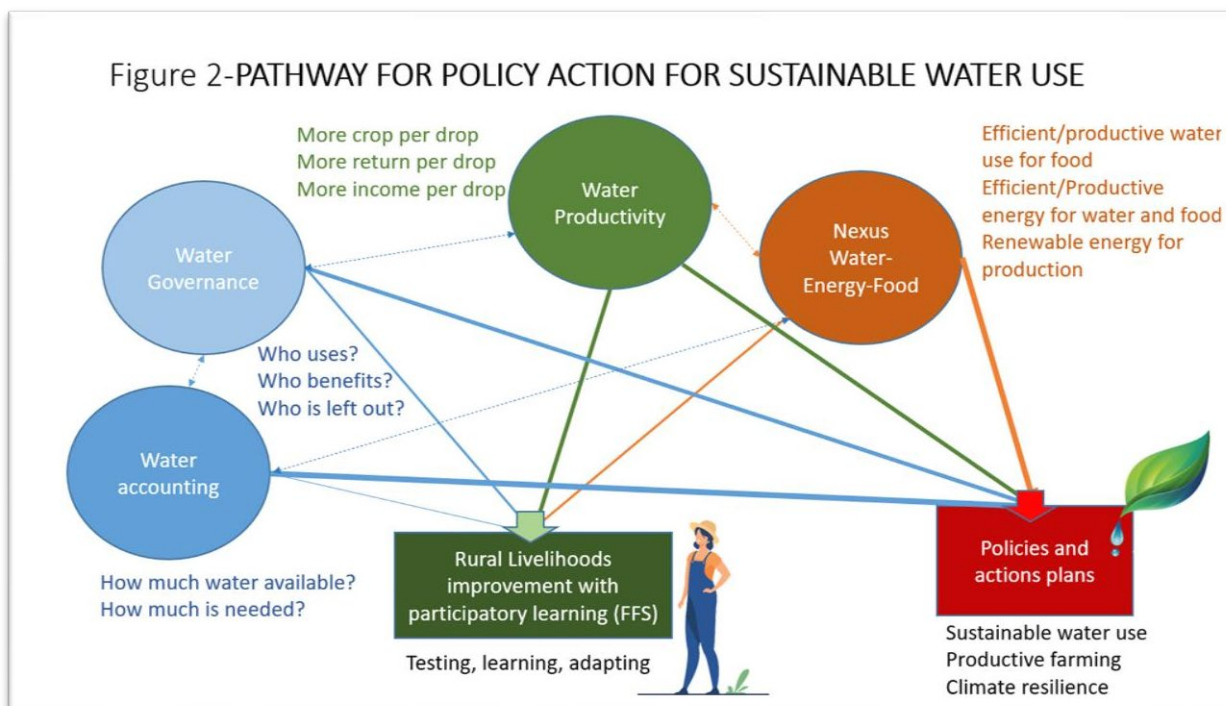 Figure 2-PATHWAY FOR POLICY ACTION FOR SUSTAINABLE WATER USE
More crop per drop
More return per drop
More income per drop
Water
Productivity
Efficient/productive water
use for food
Efficient/Productive
energy for water and food
Renewable energy for
production
Nexus
Water-
Energy-Food
Water
Governance
Who uses?
Who benefits?
Who is left out?
Water
accounting
How much water available?
How much is needed?
Rural Livelihoods
improvement with
participatory learning (FFS)
Testing, learning, adapting
Policies and
actions plans
Sustainable water use
Productive farming
Climate resilience